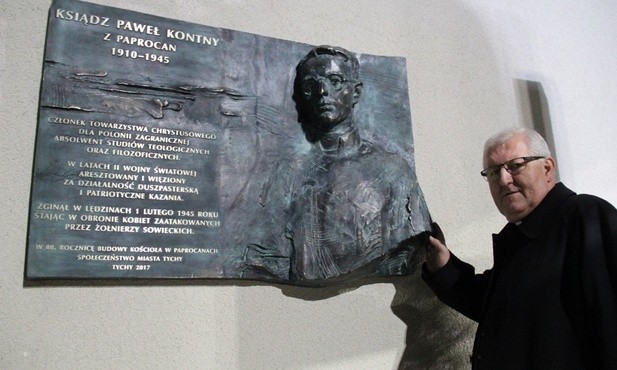 KSIĄDZ PAWEŁ KONTNY
Z PAPROCAN
1910-1945
CZŁONEK TOWARZYSTWA CHRYSTUSOWEGO
DLA POLONII ZAGRANICZNEJ
ABSOLWENT STUDIÓW TEOLOGICZNYCH
ORAZ FILOZOFICZNYCH.
W LATACH II WOJNY ŚWIATOWEJ
ARESZTOWANY I WIĘZIONY
ZA DZIAŁALNOŚĆ DUSZPASTERSKĄ
I PATRIOTYCZNE KAZANIA.
ZGINĄŁ W LĘDZINACH 1 LUTEGO 1945 ROKU
STAJĄC W OBRONIE KOBIET ZAATAKOWANYCH
PRZEZ ŻOŁNIERZY SOWIECKICH.
W 80. ROCZNICĘ BUDOWY KOŚCIOŁA W PAPROCANACH
SPOŁECZEŃSTWO MIASTA TYCHY
TYCHY 2017